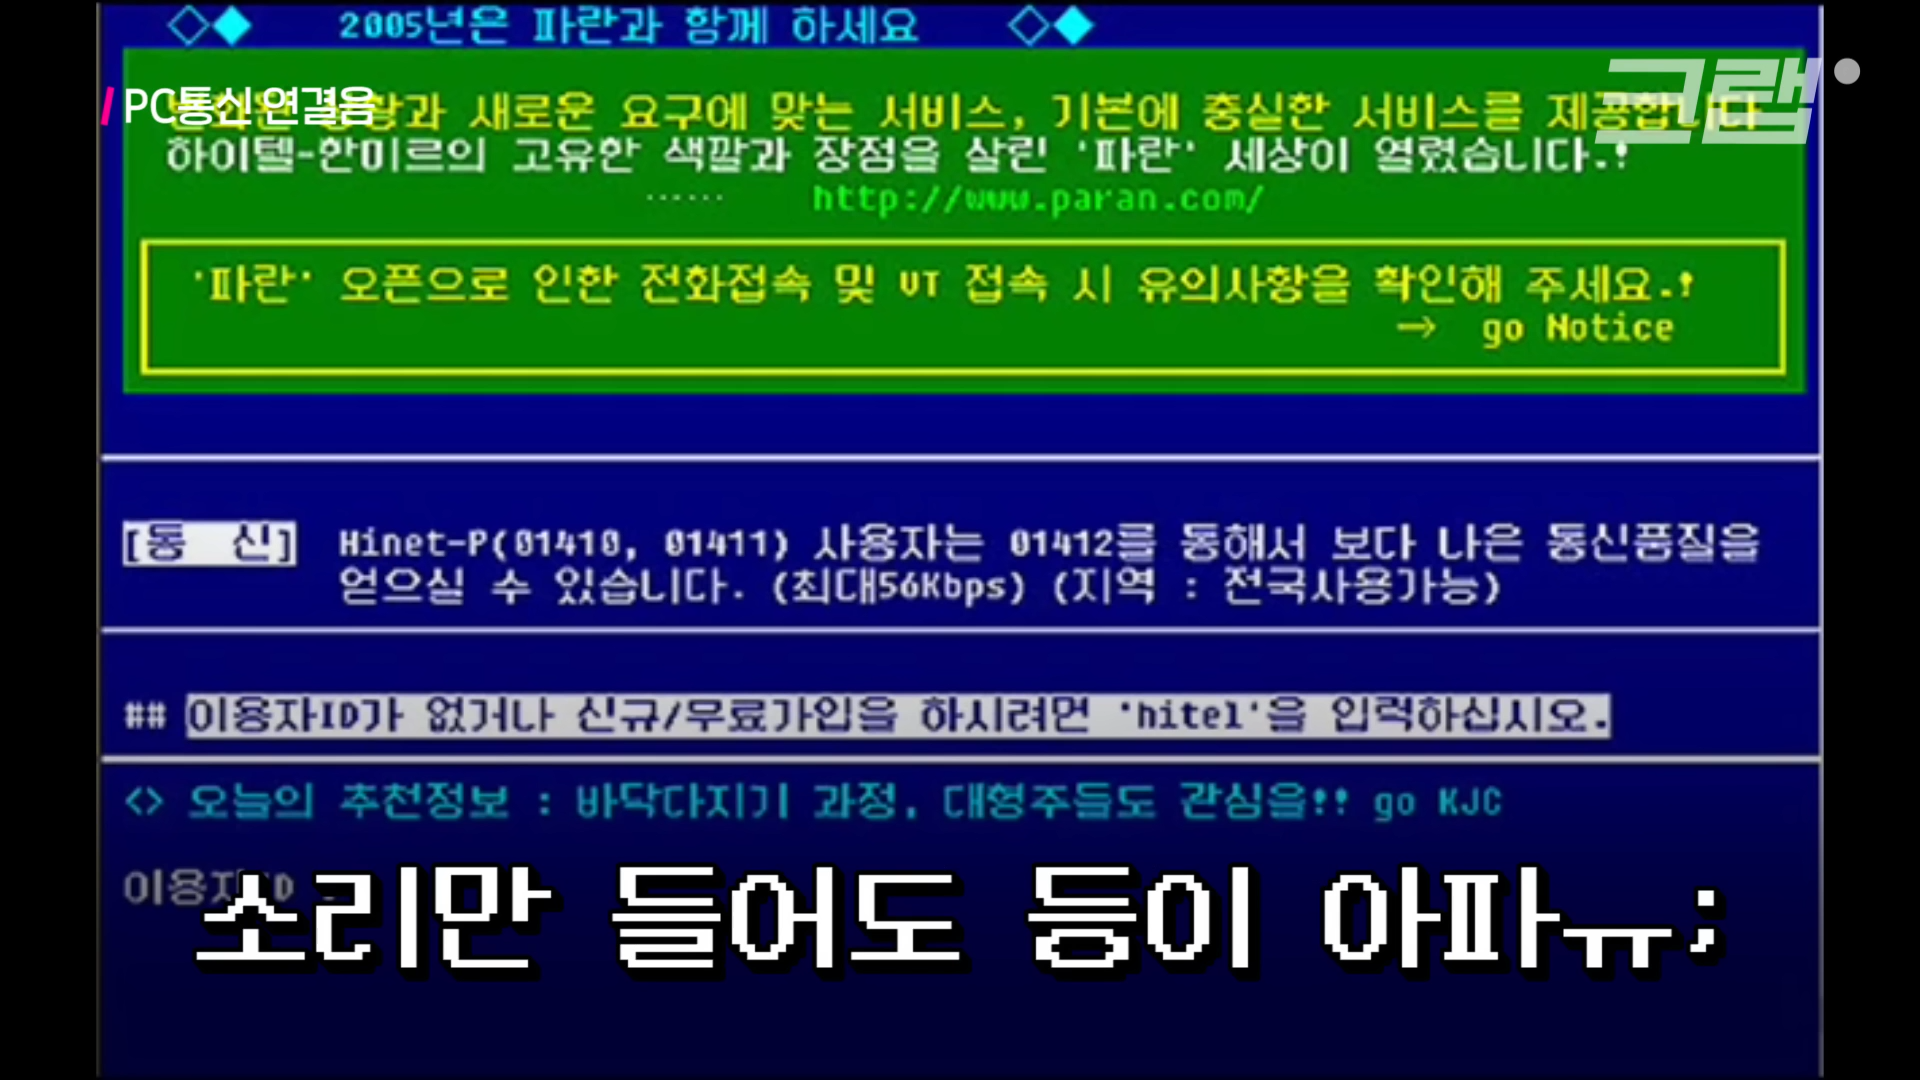 ◇◆ 2005년은 파란과 함께 하세요 ◇◆
PC통신 연결음
크랩
새로운 요구에 맞는 서비스, 기본에 충실한 서비스를 제공합니다
하이텔-한미르의 고유한 색깔과 장점을 살린 '파란' 세상이 열렸습니다.!
...... http://www.paran.com/
'파란' 오픈으로 인한 전화접속 및 VT 접속 시 유의사항을 확인해 주세요.!
→ go Notice
[통 신] Hinet-P(01410, 01411) 사용자는 01412를 통해서 보다 나은 통신품질을
얻으실 수 있습니다. (최대56Kbps) (지역 : 전국사용가능)
## 이용자ID가 없거나 신규/무료가입을 하시려면 'hitel'을 입력하십시오.
<> 오늘의 추천정보 : 바닥다지기 과정, 대형주들도 관심을!! go KJC
이용자ID :
소리만 들어도 등이 아파ㅠ;